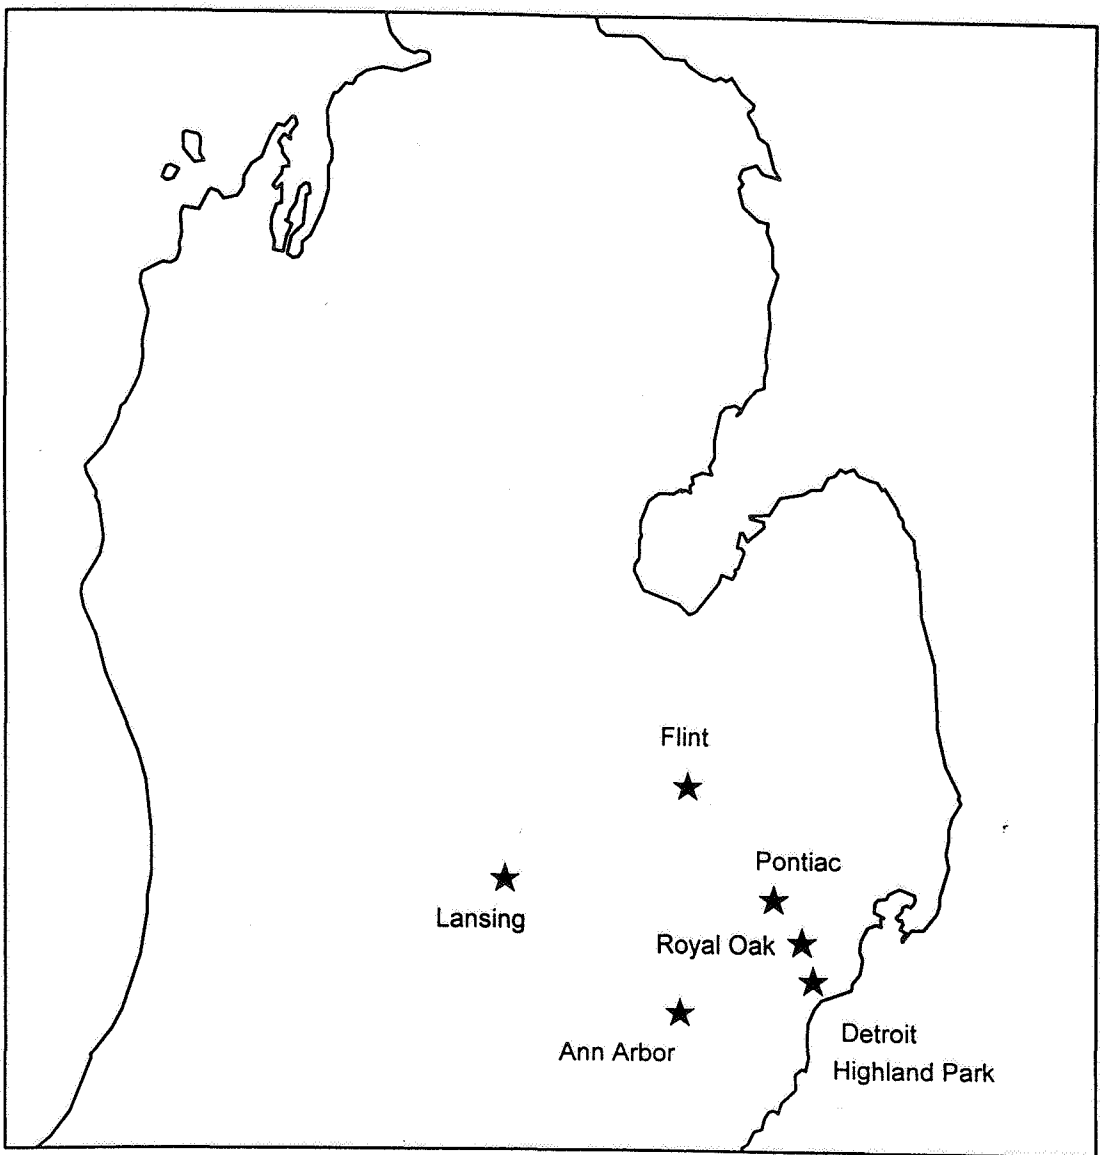 Flint
Pontiac
Lansing
Royal Oak
Ann Arbor
Detroit
Highland Park